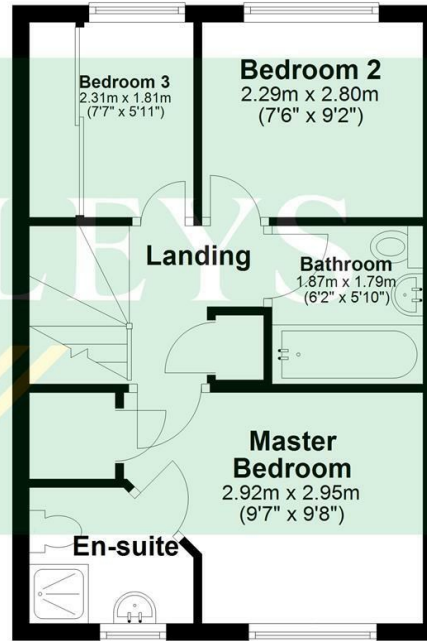 Bedroom 3
2.31m x 1.81m
(7'7" x 5'11")
Bedroom 2
2.29m x 2.80m
(7'6" x 9'2")
LEYS
Landing
Bathroom
1.87m x 1.79m
(6'2" x 5'10")
Master
Bedroom
2.92m x 2.95m
(9'7" x 9'8")
En-suite